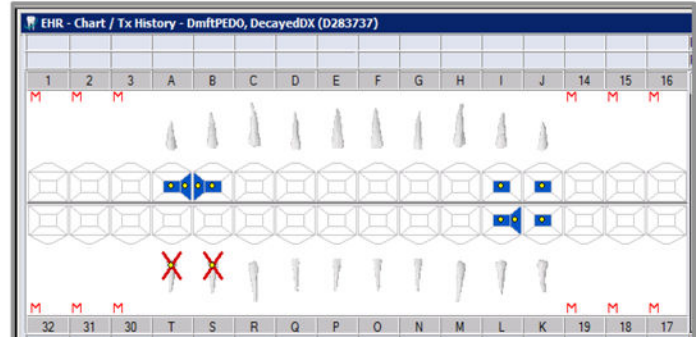 EHR - Chart / Tx History - DmftPEDO, DecayedDX (D283737)
1 2 3 A B C D E F G H I J 14 15 16
M M M M M M
M M M M M M
32 31 30 T S R Q P O N M L K 19 18 17